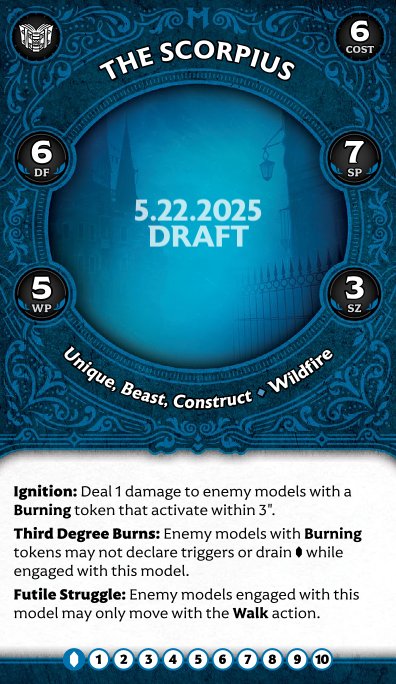 6
COST
THE SCORPIUS
6
DF
7
SP
5.22.2025
DRAFT
5
WP
3
SZ
Unique, Beast, Construct ⬥ Wildfire
Ignition: Deal 1 damage to enemy models with a
Burning token that activate within 3".
Third Degree Burns: Enemy models with Burning
tokens may not declare triggers or drain ⬮ while
engaged with this model.
Futile Struggle: Enemy models engaged with this
model may only move with the Walk action.
1 2 3 4 5 6 7 8 9 10